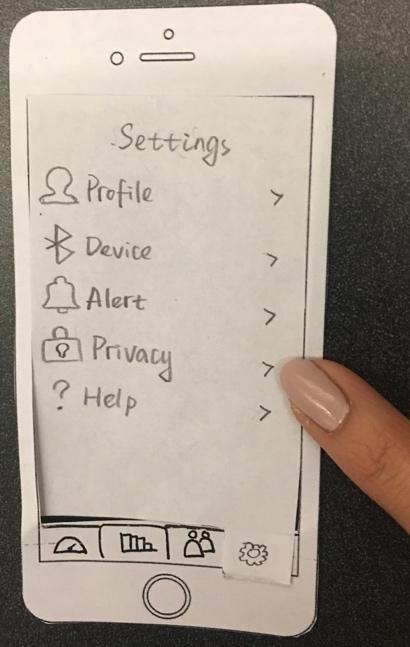 Settings
Profile >
Device >
Alert >
Privacy >
? Help >